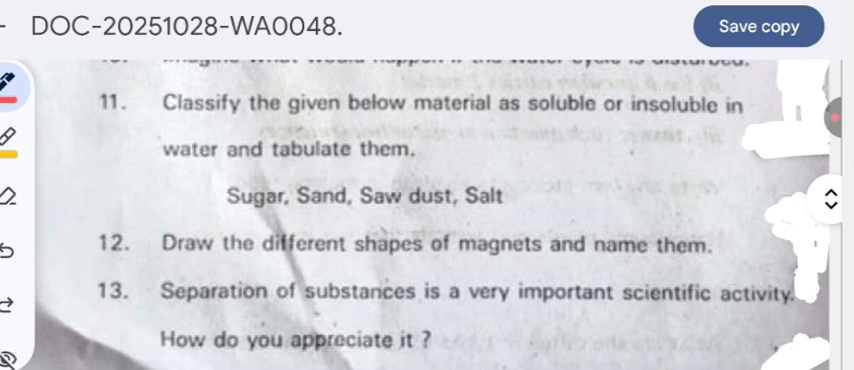 DOC-20251028-WA0048.
Save copy
11. Classify the given below material as soluble or insoluble in
water and tabulate them.
Sugar, Sand, Saw dust, Salt
12. Draw the different shapes of magnets and name them.
13. Separation of substances is a very important scientific activity.
How do you appreciate it ?